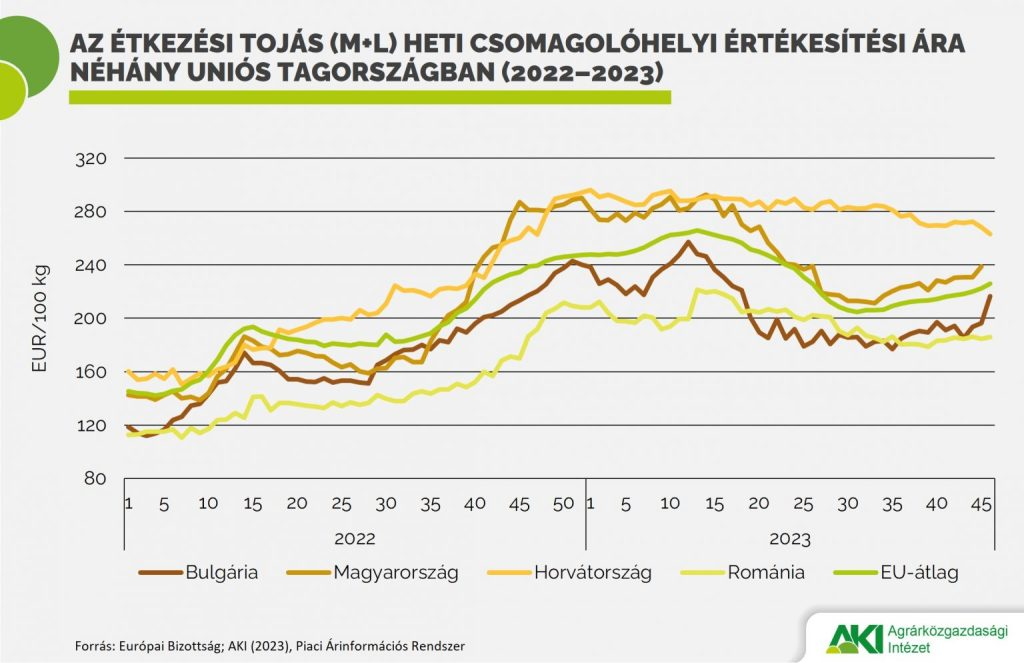 AZ ÉTKEZÉSI TOJÁS (M+L) HETI CSOMAGOLÓHELYI ÉRTÉKESÍTÉSI ÁRA
NÉHÁNY UNIÓS TAGORSZÁGBAN (2022–2023)
EUR/100 kg
320
280
240
200
160
120
80
1 5 10 15 20 25 30 35 40 45 50 1 5 10 15 20 25 30 35 40 45
2022 2023
Bulgária Magyarország Horvátország Románia EU-átlag
Forrás: Európai Bizottság; AKI (2023), Piaci Árinformációs Rendszer
AKI Agrárközgazdasági
Intézet